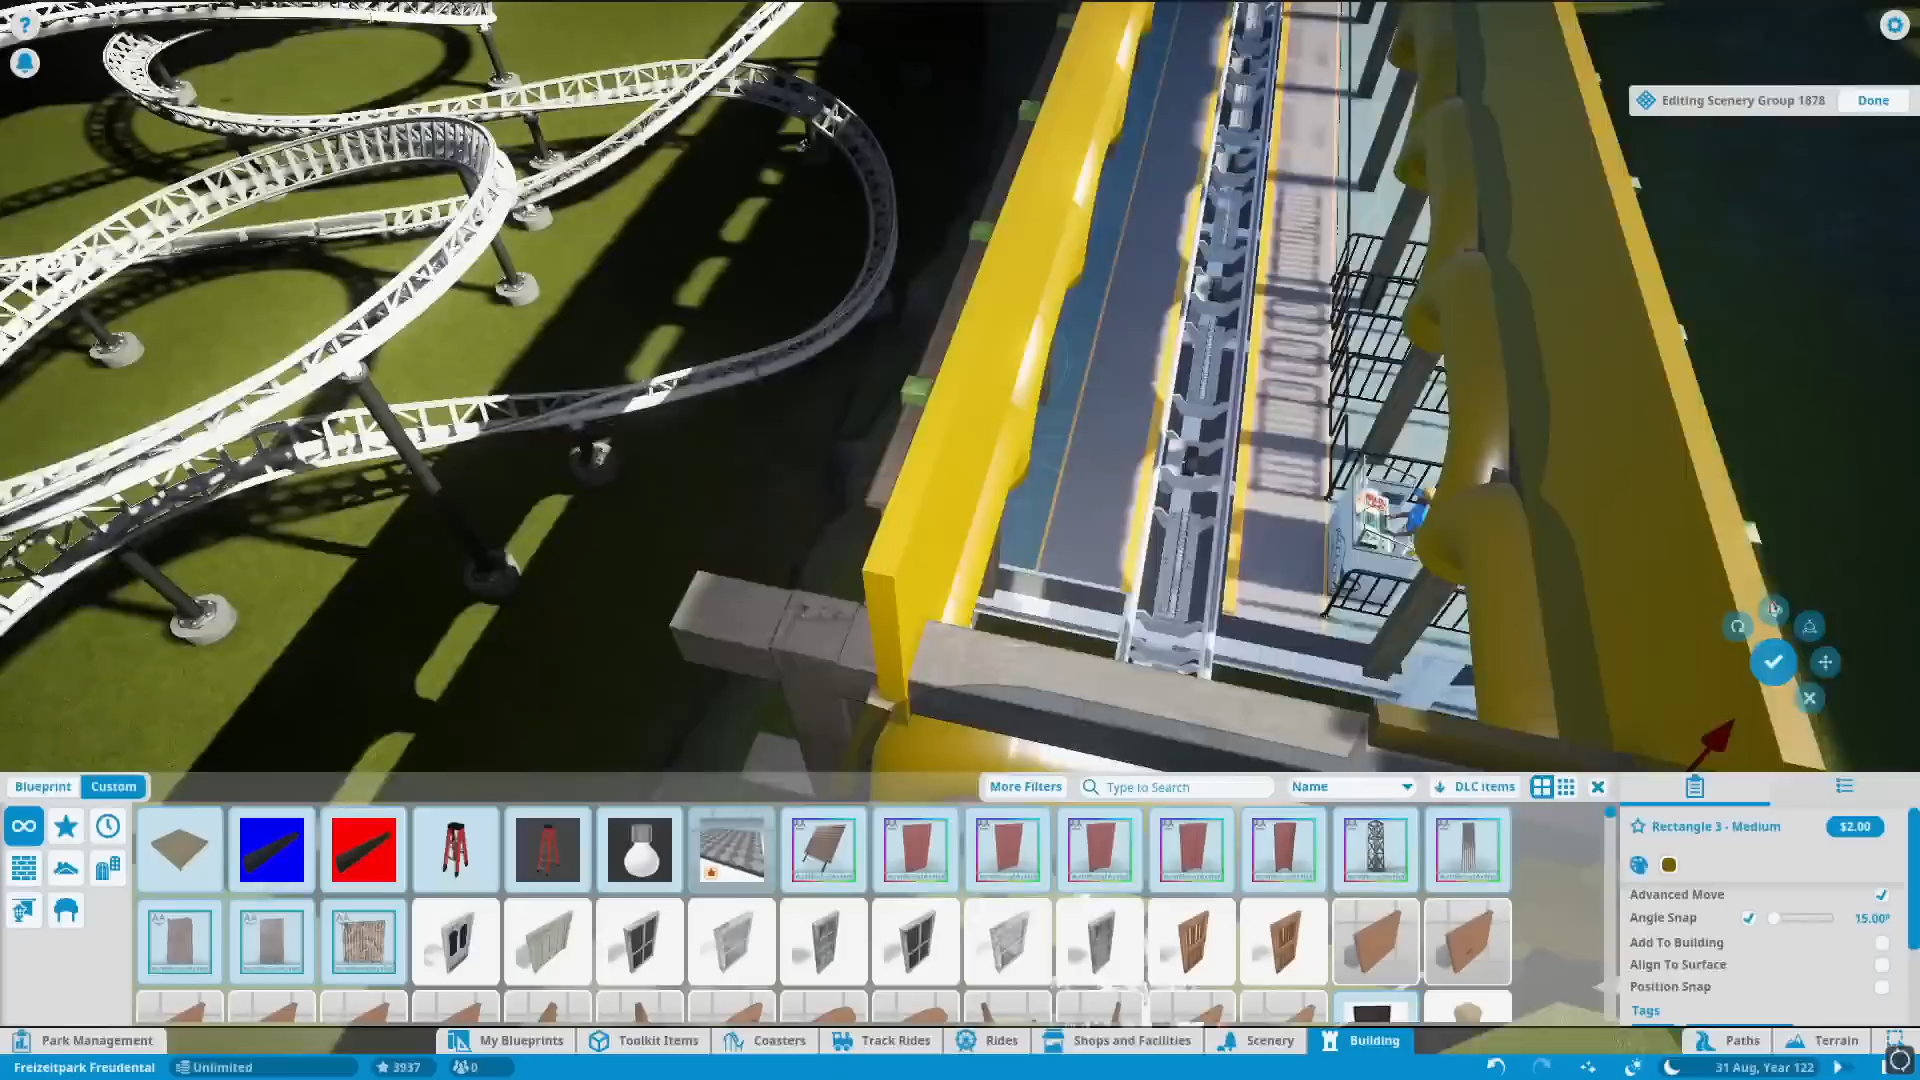 ?
Editing Scenery Group 1878
Done
Blueprint
Custom
More Filters
Type to Search
Name
DLC items
Rectangle 3 - Medium
$2.00
Advanced Move
Angle Snap
15.00°
Add To Building
Align To Surface
Position Snap
Tags
Park Management
My Blueprints
Toolkit Items
Coasters
Track Rides
Rides
Shops and Facilities
Scenery
Building
Paths
Terrain
Freizeitpark Freudental
Unlimited
3937
0
31 Aug, Year 122